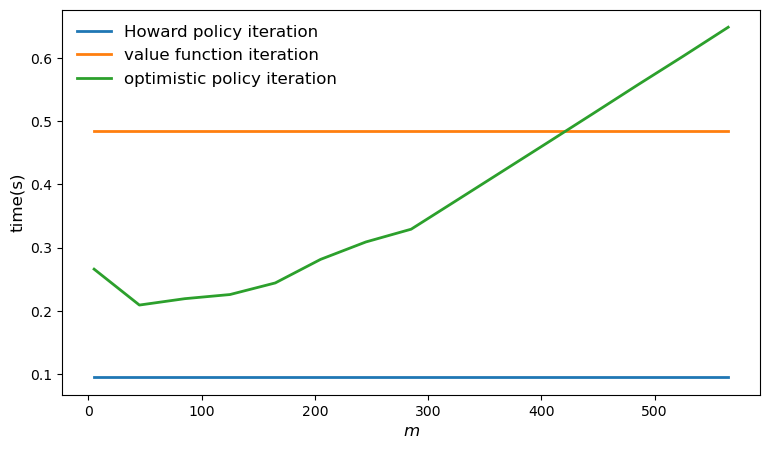 Howard policy iteration
value function iteration
optimistic policy iteration
time(s)
0.6
0.5
0.4
0.3
0.2
0.1
0 100 200 300 400 500
m